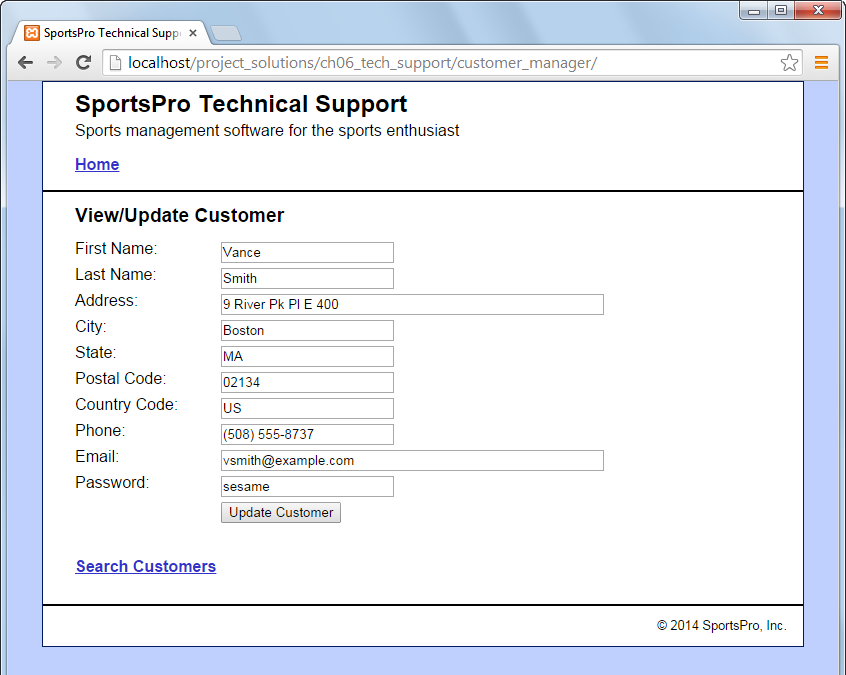 SportsPro Technical Supp
localhost/project_solutions/ch06_tech_support/customer_manager/
SportsPro Technical Support
Sports management software for the sports enthusiast
Home
View/Update Customer
First Name: Vance
Last Name: Smith
Address: 9 River Pk Pl E 400
City: Boston
State: MA
Postal Code: 02134
Country Code: US
Phone: (508) 555-8737
Email: vsmith@example.com
Password: sesame
Update Customer
Search Customers
© 2014 SportsPro, Inc.